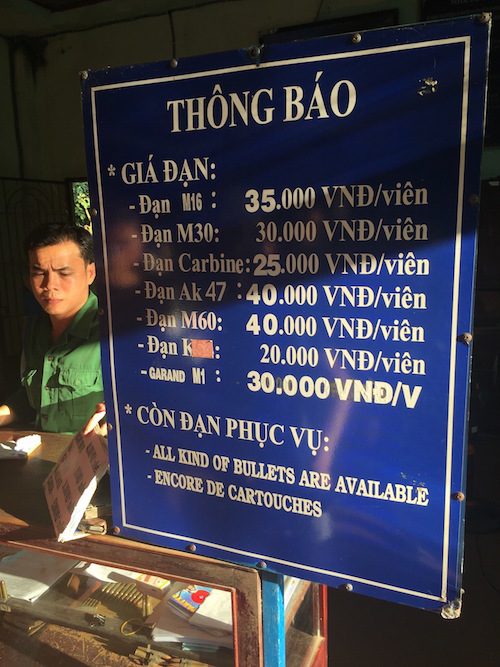 THÔNG BÁO
* GIÁ ĐẠN:
- Đạn M16 : 35.000 VNĐ/viên
- Đạn M30: 30.000 VNĐ/viên
- Đạn Carbine: 25.000 VNĐ/viên
- Đạn Ak 47 : 40.000 VNĐ/viên
- Đạn M60: 40.000 VNĐ/viên
- Đạn 20.000 VNĐ/viên
- GARAND M1 : 30.000 VNĐ/V
* CÒN ĐẠN PHỤC VỤ:
- ALL KIND OF BULLETS ARE AVAILABLE
- ENCORE DE CARTOUCHES